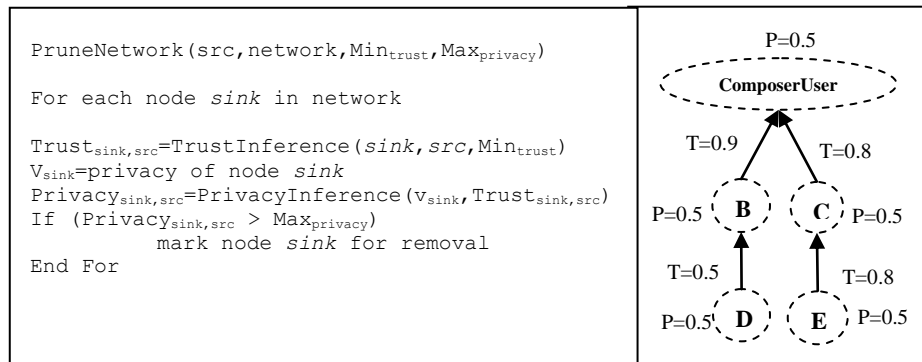 PruneNetwork(src,network,Mintrust,Maxprivacy)
For each node sink in network
Trustsink,src=TrustInference(sink,src,Mintrust)
Vsink=privacy of node sink
Privacysink,src=PrivacyInference(vsink,Trustsink,src)
If (Privacysink,src > Maxprivacy)
mark node sink for removal
End For
P=0.5
ComposerUser
T=0.9
T=0.8
P=0.5
B
C
P=0.5
T=0.5
T=0.8
P=0.5
D
E
P=0.5